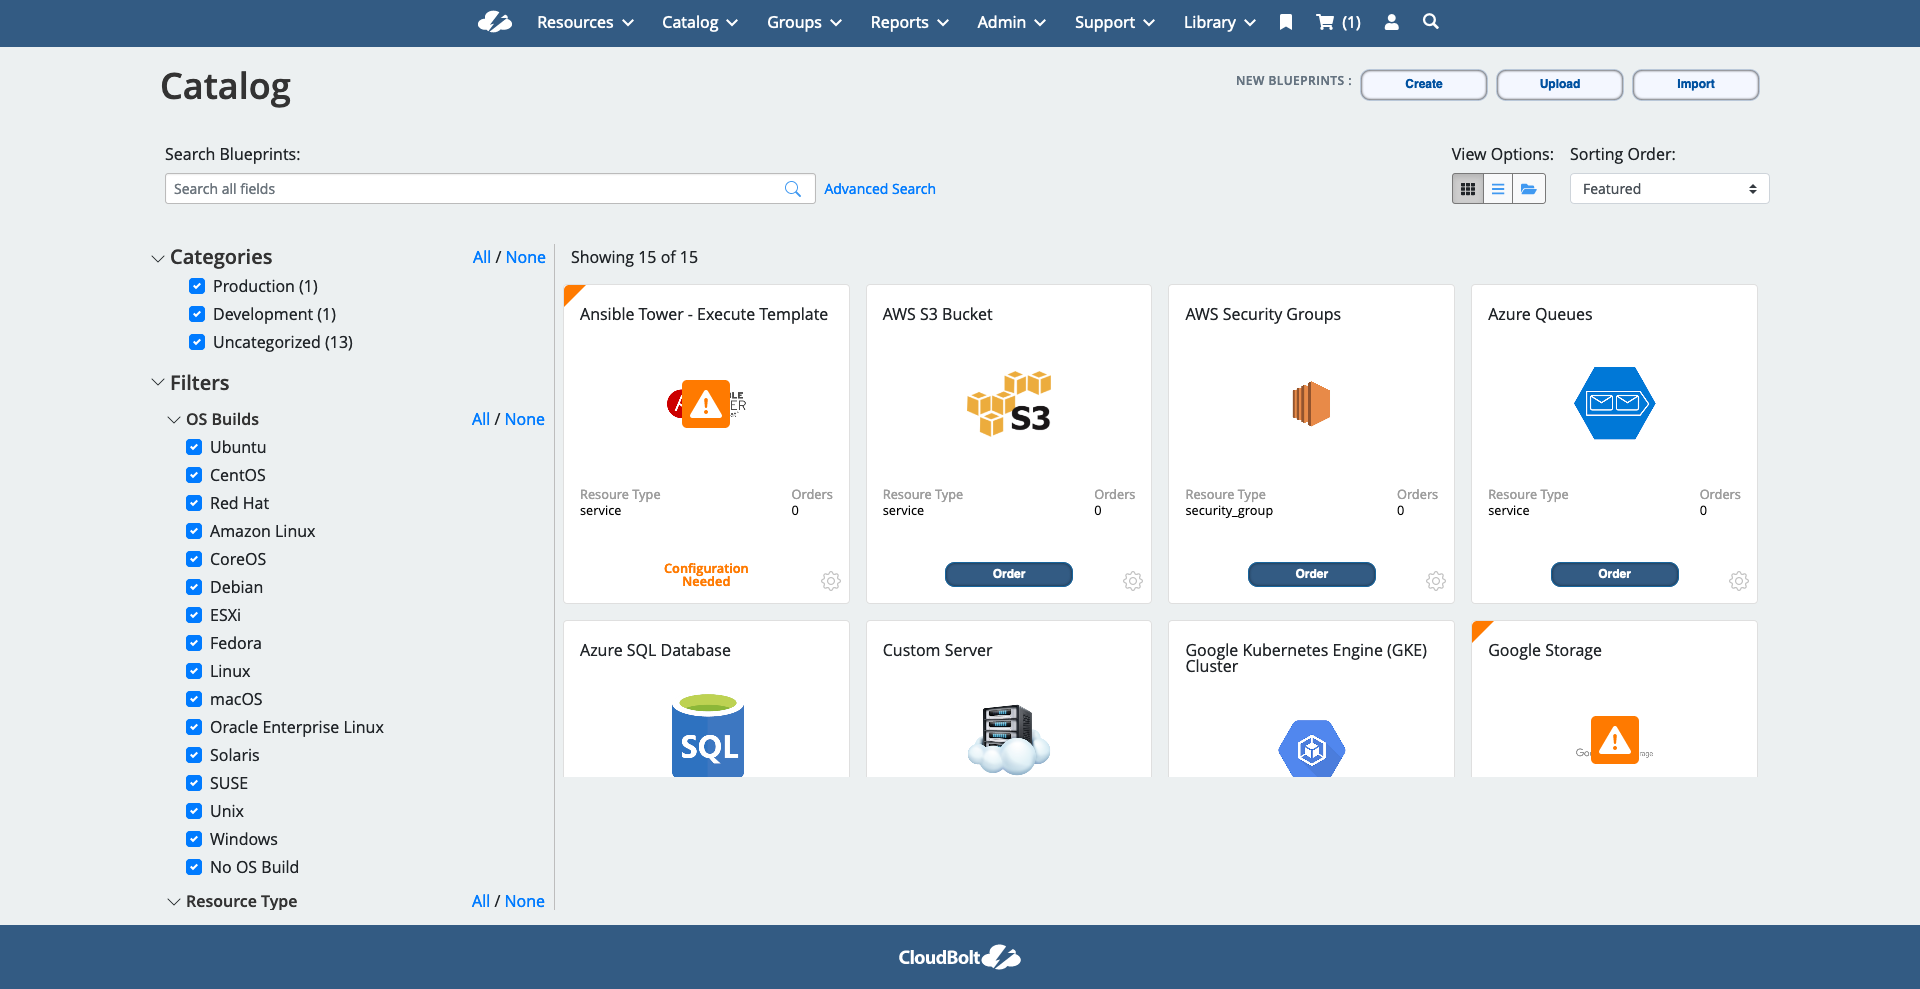 Resources
Catalog
Groups
Reports
Admin
Support
Library
(1)
Catalog
NEW BLUEPRINTS :
Create
Upload
Import
Search Blueprints:
Search all fields
Advanced Search
View Options:
Sorting Order:
Featured
Categories
All / None
Production (1)
Development (1)
Uncategorized (13)
Filters
OS Builds
All / None
Ubuntu
CentOS
Red Hat
Amazon Linux
CoreOS
Debian
ESXi
Fedora
Linux
macOS
Oracle Enterprise Linux
Solaris
SUSE
Unix
Windows
No OS Build
Resource Type
All / None
Showing 15 of 15
Ansible Tower - Execute Template
Resoure Type
service
Orders
0
Configuration
Needed
AWS S3 Bucket
S3
Resoure Type
service
Orders
0
Order
AWS Security Groups
Resoure Type
security_group
Orders
0
Order
Azure Queues
Resoure Type
service
Orders
0
Order
Azure SQL Database
SQL
Custom Server
Google Kubernetes Engine (GKE)
Cluster
Google Storage
CloudBolt